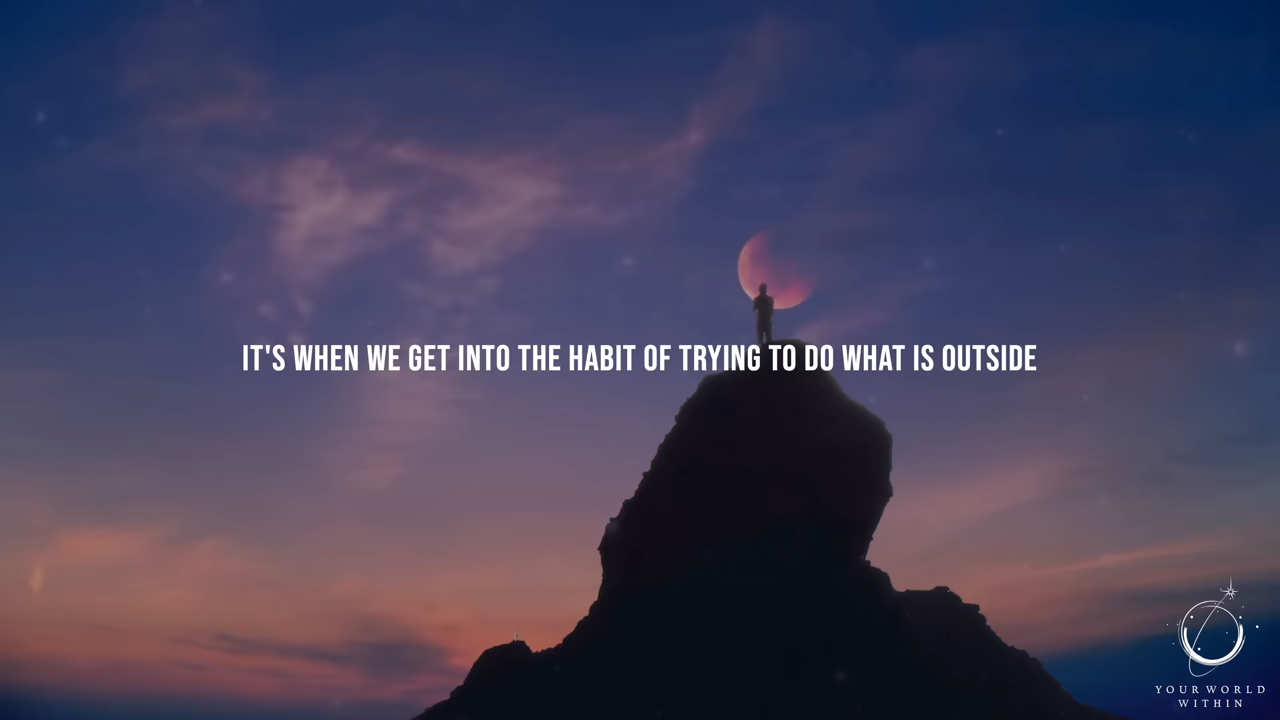 IT'S WHEN WE GET INTO THE HABIT OF TRYING TO DO WHAT IS OUTSIDE
YOUR WORLD
WITHIN